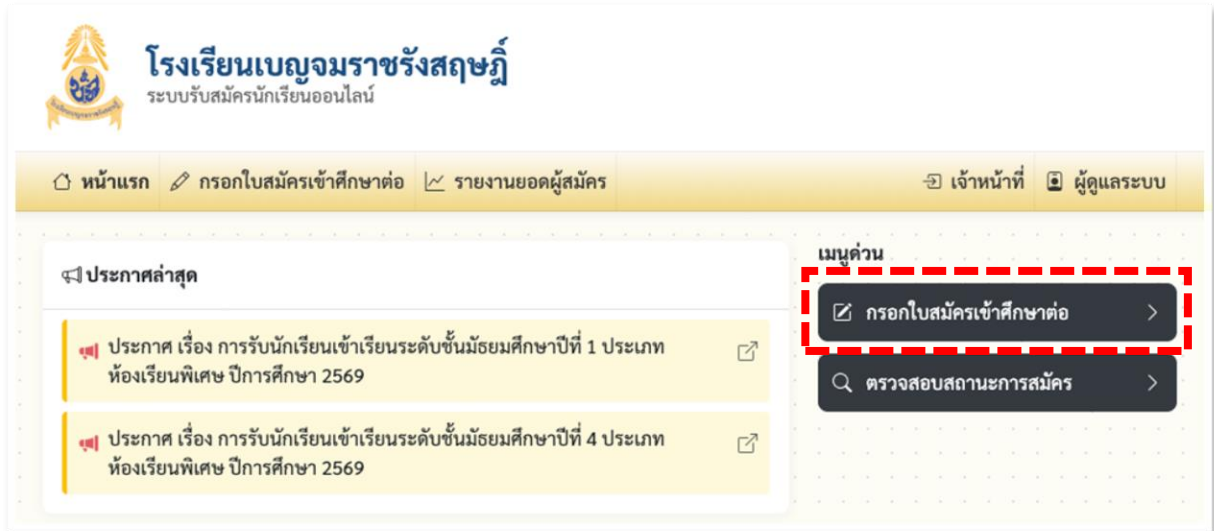 โรงเรียนเบญจมราชรังสฤษฎิ์
ระบบรับสมัครนักเรียนออนไลน์
หน้าแรก กรอกใบสมัครเข้าศึกษาต่อ รายงานยอดผู้สมัคร เจ้าหน้าที่ ผู้ดูแลระบบ
ประกาศล่าสุด
ประกาศ เรื่อง การรับนักเรียนเข้าเรียนระดับชั้นมัธยมศึกษาปีที่ 1 ประเภท
ห้องเรียนพิเศษ ปีการศึกษา 2569
ประกาศ เรื่อง การรับนักเรียนเข้าเรียนระดับชั้นมัธยมศึกษาปีที่ 4 ประเภท
ห้องเรียนพิเศษ ปีการศึกษา 2569
เมนูด่วน
กรอกใบสมัครเข้าศึกษาต่อ
ตรวจสอบสถานะการสมัคร